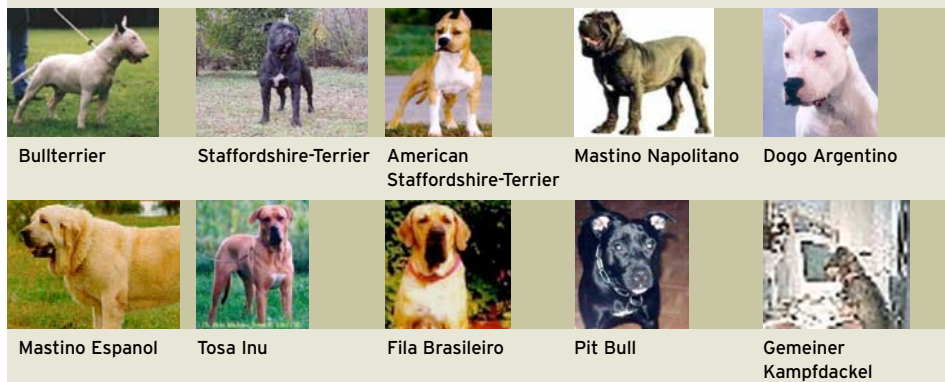 Bullterrier
Staffordshire-Terrier
American
Staffordshire-Terrier
Mastino Napolitano
Dogo Argentino
Mastino Espanol
Tosa Inu
Fila Brasileiro
Pit Bull
Gemeiner
Kampfdackel